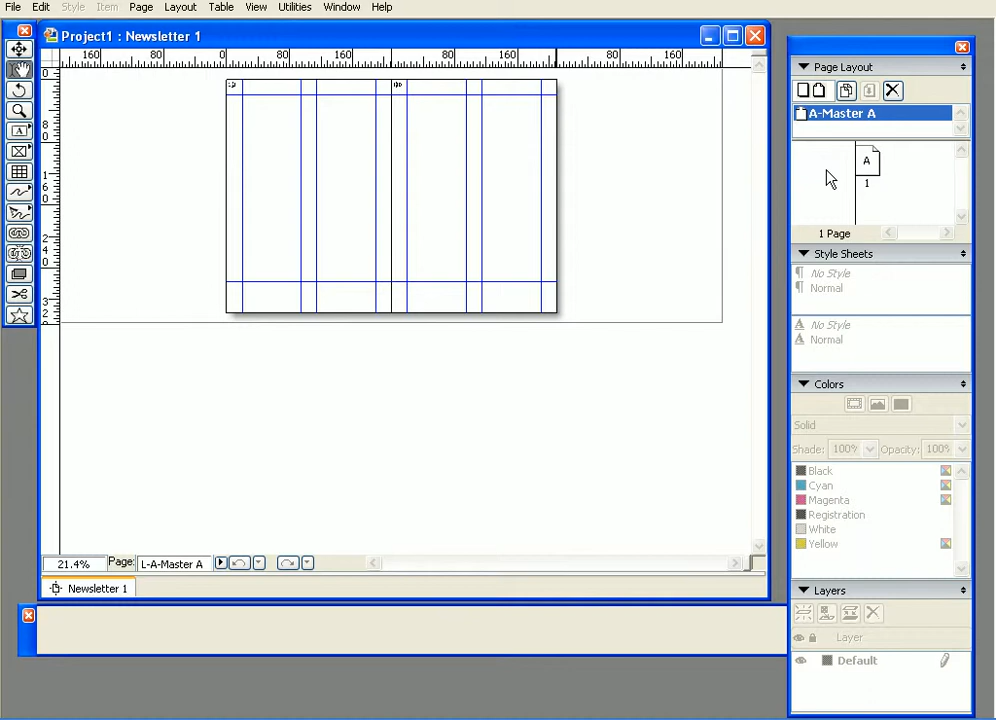 File Edit Style Item Page Layout Table View Utilities Window Help
Project1 : Newsletter 1
160 80 0 80 160 80 160
0
8 0
1 6 0
2 4 0
3 2
Page Layout
A-Master A
A
1
1 Page
Style Sheets
No Style
Normal
No Style
Normal
Colors
Solid
Shade: 100% Opacity: 100%
Black
Cyan
Magenta
Registration
White
Yellow
Layers
Layer
Default
21.4% Page: L-A-Master A
Newsletter 1